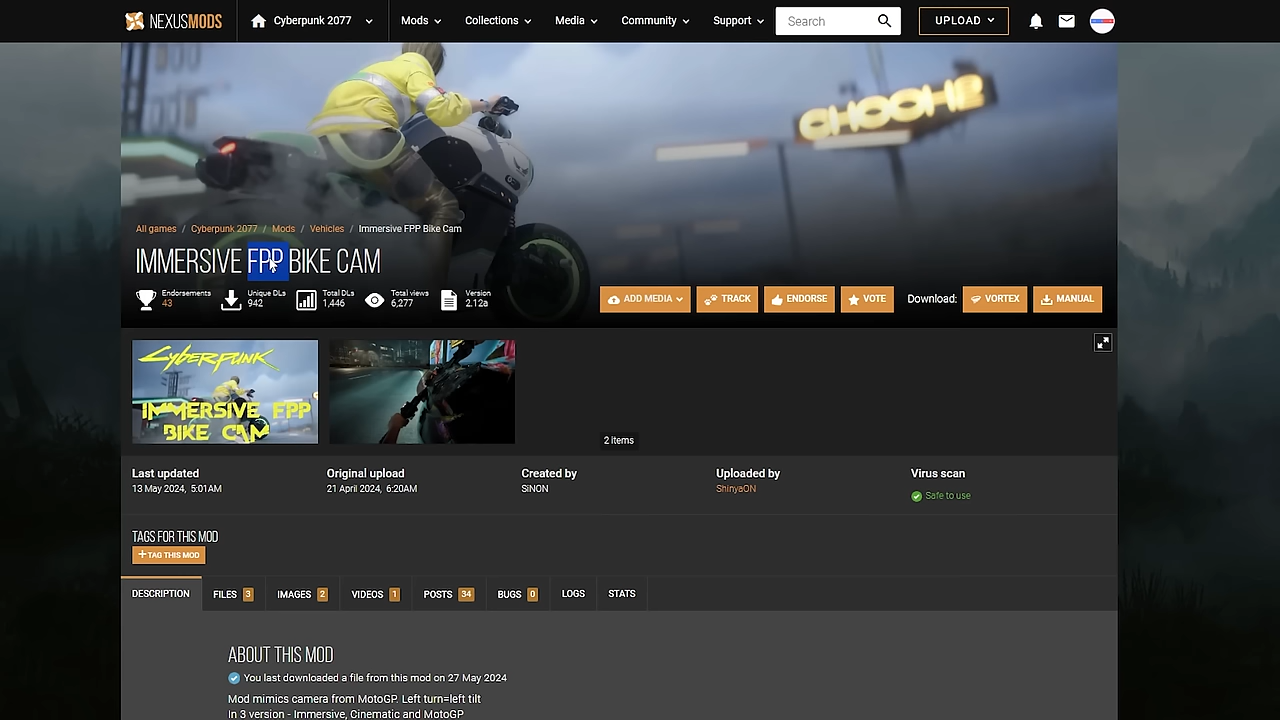 NEXUSMODS Cyberpunk 2077 Mods Collections Media Community Support Search UPLOAD
CHOOH2
All games / Cyberpunk 2077 / Mods / Vehicles / Immersive FPP Bike Cam
IMMERSIVE FPP BIKE CAM
Endorsements 43 Unique DLs 942 Total DLs 1,446 Total views 6,277 Version 2.12a
ADD MEDIA TRACK ENDORSE VOTE Download: VORTEX MANUAL
CYBERPUNK
IMMERSIVE FPP
BIKE CAM
2 items
Last updated Original upload Created by Uploaded by Virus scan
13 May 2024, 5:01AM 21 April 2024, 6:20AM SiNON ShinyaON Safe to use
TAGS FOR THIS MOD
+ TAG THIS MOD
DESCRIPTION FILES 3 IMAGES 2 VIDEOS 1 POSTS 34 BUGS 0 LOGS STATS
ABOUT THIS MOD
You last downloaded a file from this mod on 27 May 2024
Mod mimics camera from MotoGP. Left turn=left tilt
In 3 version - Immersive, Cinematic and MotoGP